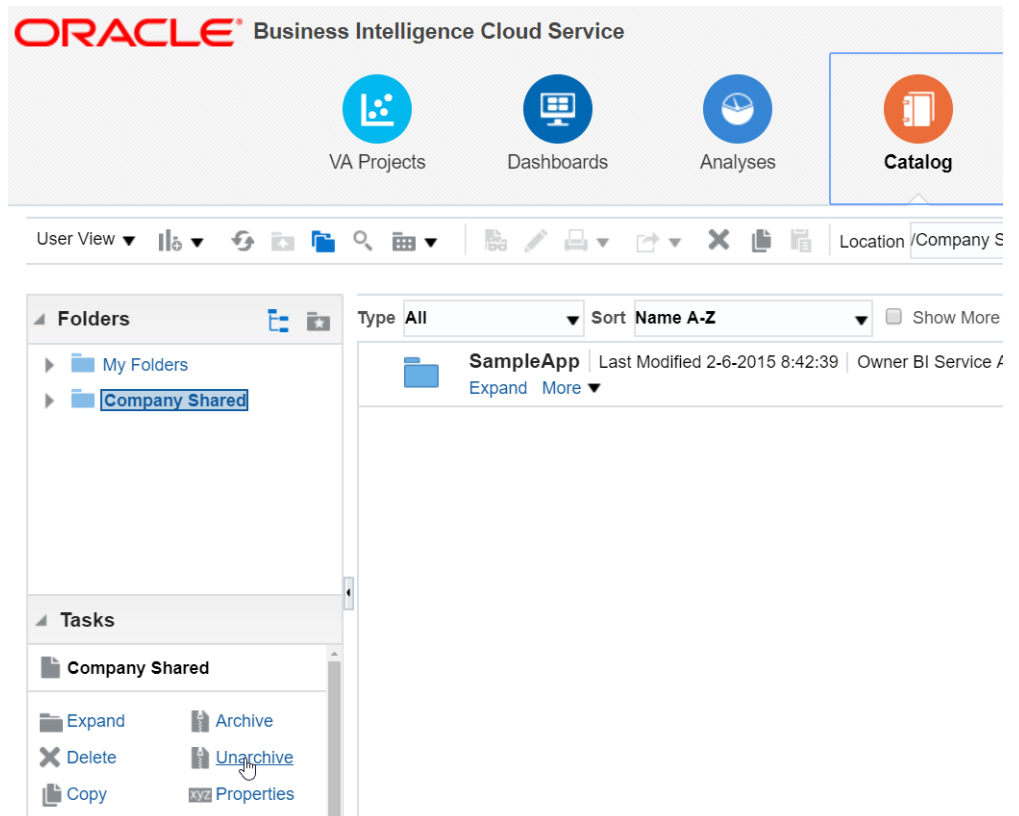 ORACLE® Business Intelligence Cloud Service
VA Projects Dashboards Analyses Catalog
User View Location /Company S
Folders
My Folders
Company Shared
Type All Sort Name A-Z Show More
SampleApp Last Modified 2-6-2015 8:42:39 Owner BI Service A
Expand More
Tasks
Company Shared
Expand Archive
Delete Unarchive
Copy xyz Properties